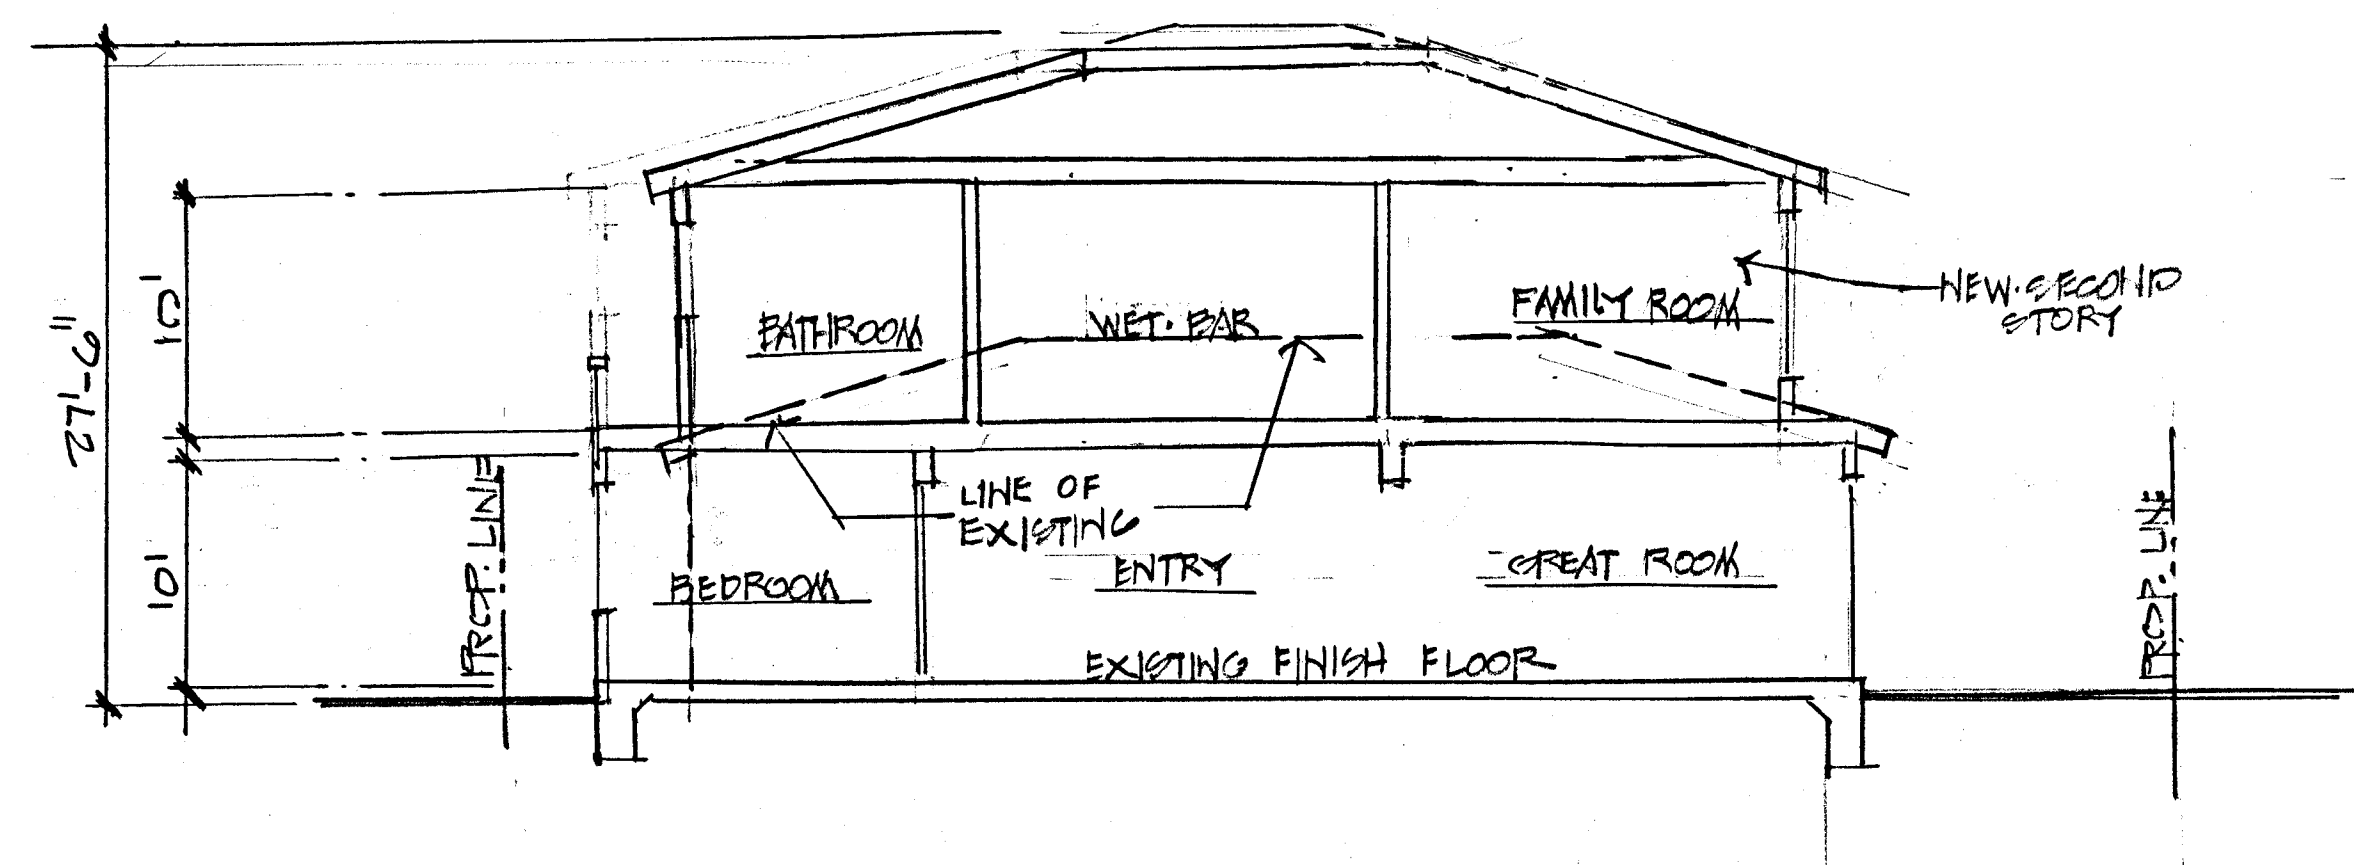 27'-6"
10'
10'
PROP. LINE
BATHROOM
WET. BAR
FAMILY ROOM
NEW. SECOND
STORY
LINE OF
EXISTING
BEDROOM
ENTRY
GREAT ROOM
EXISTING FINISH FLOOR
PROP. LINE